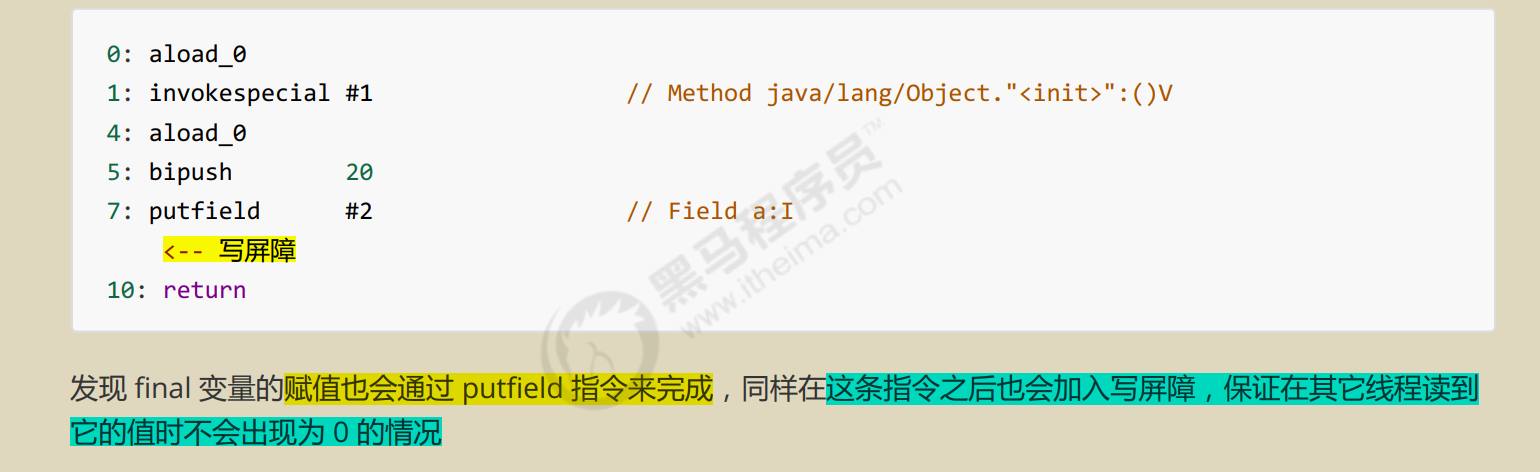 0: aload_0
1: invokespecial #1 // Method java/lang/Object."<init>":()V
4: aload_0
5: bipush 20
7: putfield #2 // Field a:I
<-- 写屏障
10: return
黑马程序员™
www.itheima.com
发现 final 变量的赋值也会通过 putfield 指令来完成，同样在这条指令之后也会加入写屏障，保证在其它线程读到
它的值时不会出现为 0 的情况